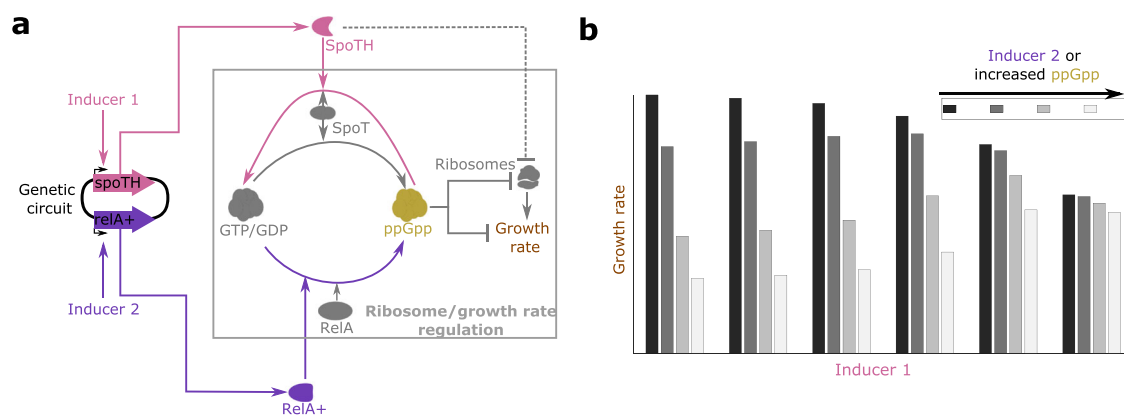 a
SpoTH
Inducer 1
SpoT
Ribosomes
spoTH
Genetic
circuit
relA+
GTP/GDP
ppGpp
Growth
rate
Inducer 2
RelA
Ribosome/growth rate
regulation
RelA+
b
Inducer 2 or
increased ppGpp
Growth rate
Inducer 1